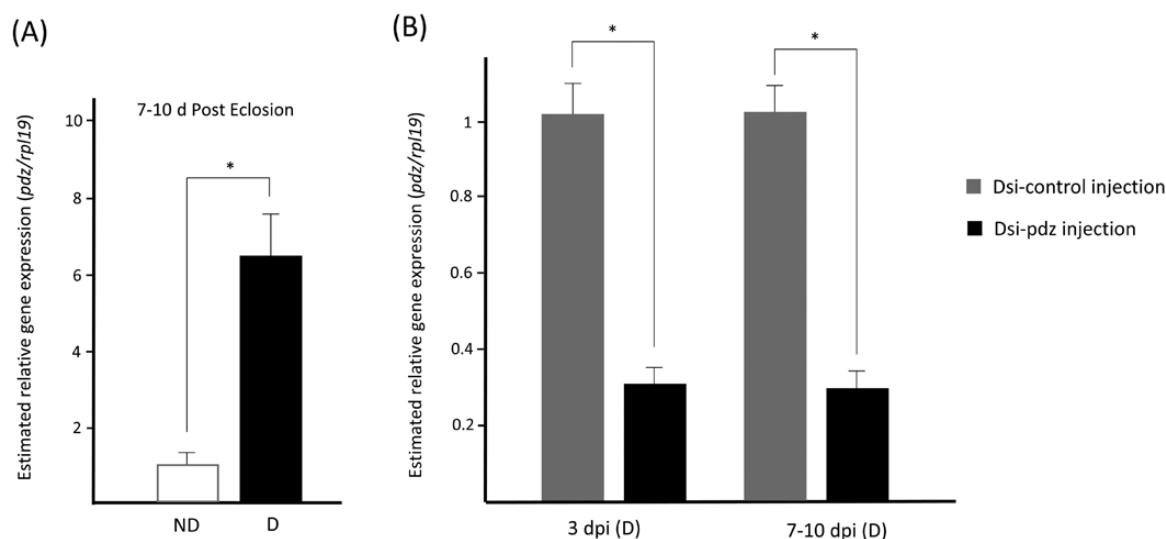 (A)
7-10 d Post Eclosion
Estimated relative gene expression (pdz/rpl19)
10
8
6
4
2
*
ND
D
(B)
Estimated relative gene expression (pdz/rpl19)
1
0.8
0.6
0.4
0.2
*
*
3 dpi (D)
7-10 dpi (D)
Dsi-control injection
Dsi-pdz injection